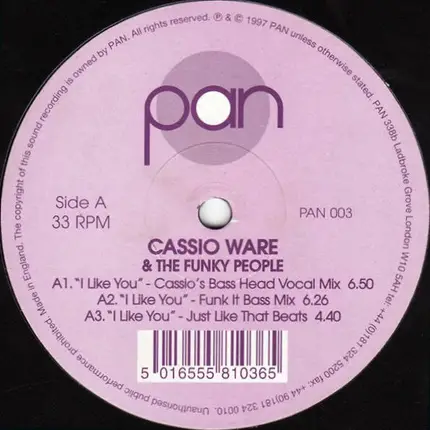 Made in England. The copyright of this sound recording is owned by PAN. All rights reserved. ℗ & © 1997 PAN unless otherwise stated. PAN 338b Ladbroke Grove London W10 5AH tel: +44 (0)181 324 5200 fax: +44 (0)181 324 0010. Unauthorised public performance prohibited.
pan
Side A
33 RPM
PAN 003
CASSIO WARE
& THE FUNKY PEOPLE
A1. "I Like You" - Cassio's Bass Head Vocal Mix 6.50
A2. "I Like You" - Funk It Bass Mix 6.26
A3. "I Like You" - Just Like That Beats 4.40
5 016555 810365